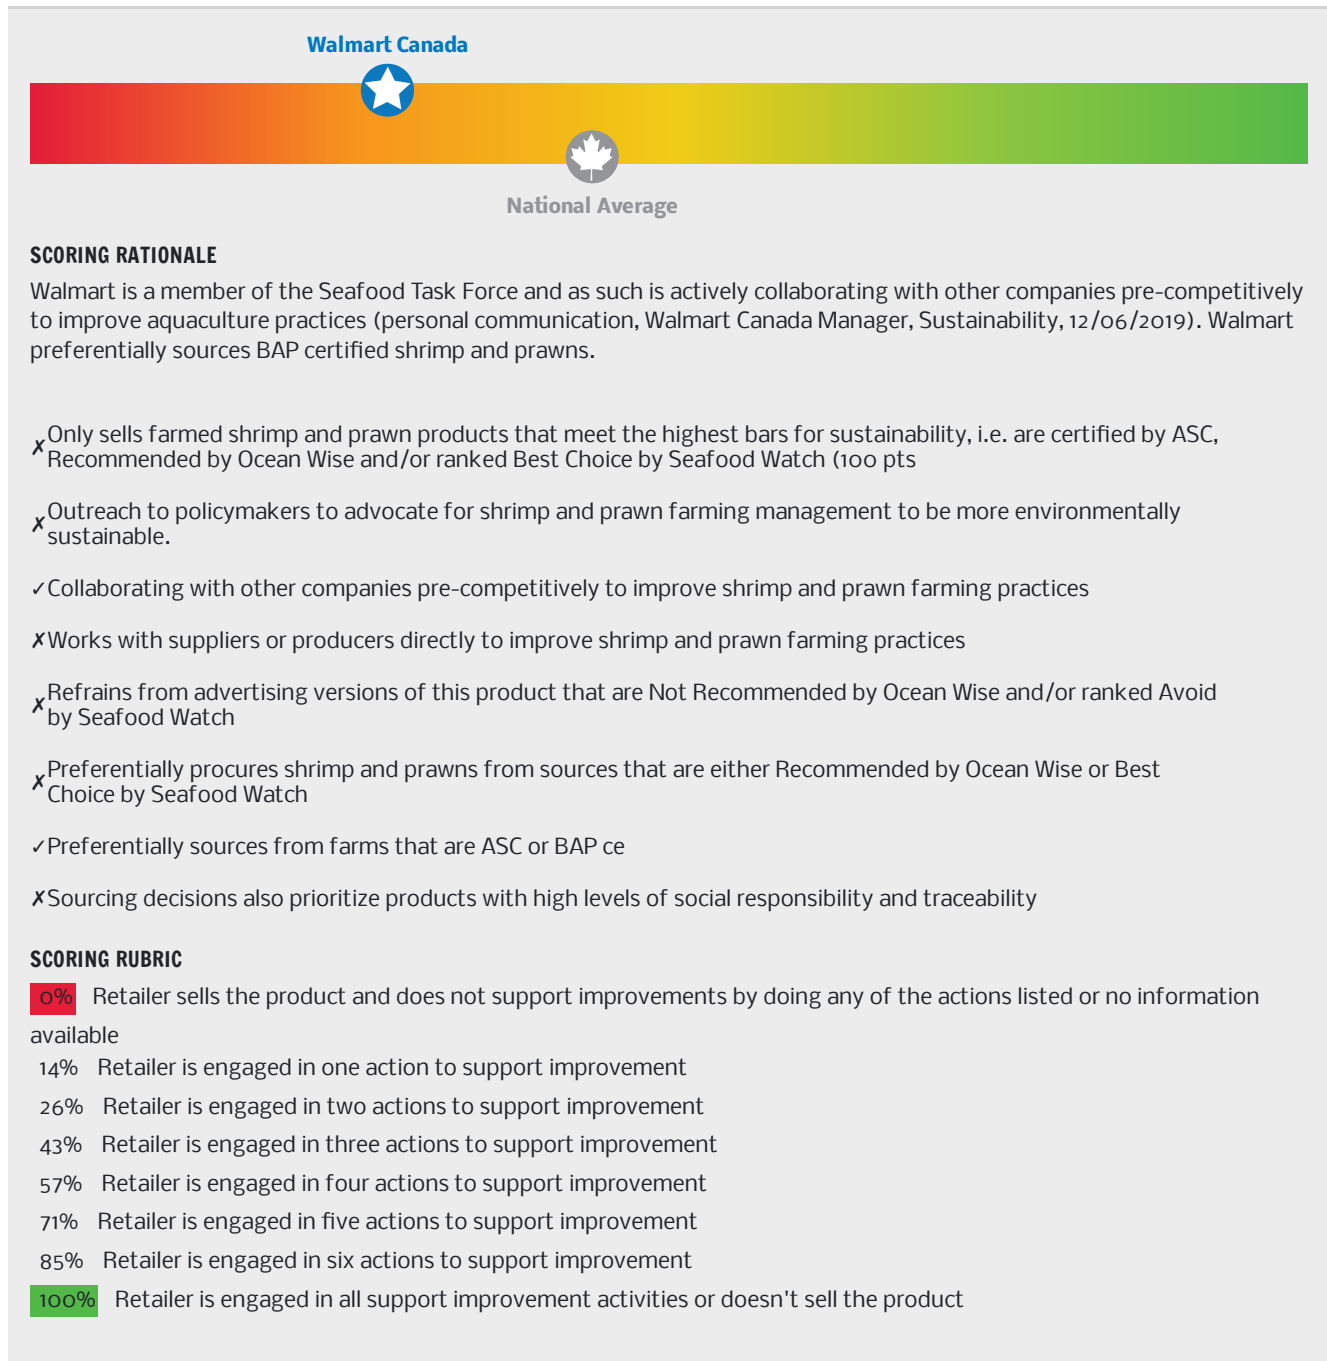 Walmart Canada
National Average
SCORING RATIONALE
Walmart is a member of the Seafood Task Force and as such is actively collaborating with other companies pre-competitively
to improve aquaculture practices (personal communication, Walmart Canada Manager, Sustainability, 12/06/2019). Walmart
preferentially sources BAP certified shrimp and prawns.
✗Only sells farmed shrimp and prawn products that meet the highest bars for sustainability, i.e. are certified by ASC,
Recommended by Ocean Wise and/or ranked Best Choice by Seafood Watch (100 pts
✗Outreach to policymakers to advocate for shrimp and prawn farming management to be more environmentally
sustainable.
✓Collaborating with other companies pre-competitively to improve shrimp and prawn farming practices
✗Works with suppliers or producers directly to improve shrimp and prawn farming practices
✗Refrains from advertising versions of this product that are Not Recommended by Ocean Wise and/or ranked Avoid
by Seafood Watch
✗Preferentially procures shrimp and prawns from sources that are either Recommended by Ocean Wise or Best
Choice by Seafood Watch
✓Preferentially sources from farms that are ASC or BAP ce
✗Sourcing decisions also prioritize products with high levels of social responsibility and traceability
SCORING RUBRIC
0% Retailer sells the product and does not support improvements by doing any of the actions listed or no information
available
14% Retailer is engaged in one action to support improvement
26% Retailer is engaged in two actions to support improvement
43% Retailer is engaged in three actions to support improvement
57% Retailer is engaged in four actions to support improvement
71% Retailer is engaged in five actions to support improvement
85% Retailer is engaged in six actions to support improvement
100% Retailer is engaged in all support improvement activities or doesn't sell the product